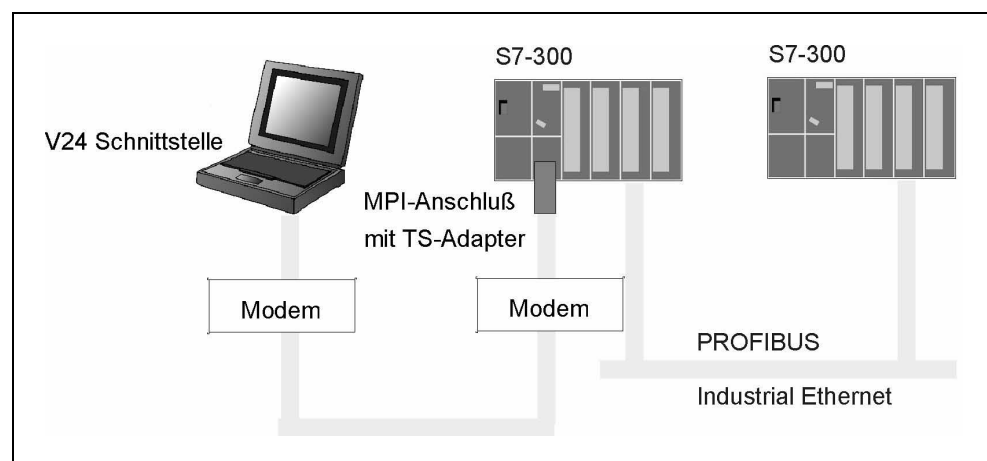 S7-300
S7-300
V24 Schnittstelle
MPI-Anschluß
mit TS-Adapter
Modem
Modem
PROFIBUS
Industrial Ethernet